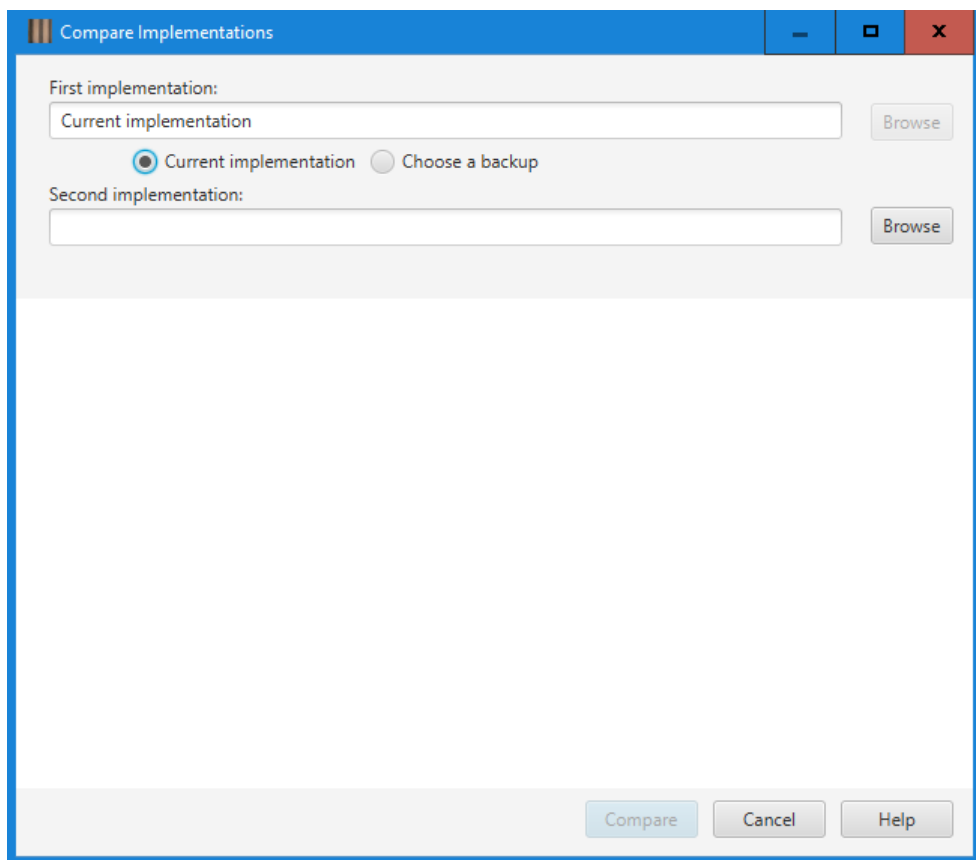 Compare Implementations
First implementation:
Current implementation
Browse
Current implementation Choose a backup
Second implementation:
Browse
Compare Cancel Help